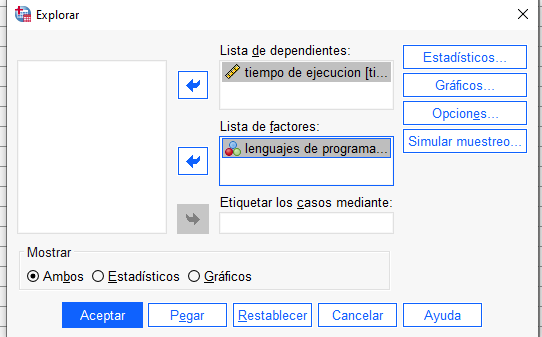 Explorar
Lista de dependientes:
tiempo de ejecucion [ti...
Lista de factores:
lenguajes de programa...
Etiquetar los casos mediante:
Estadísticos...
Gráficos...
Opciones...
Simular muestreo...
Mostrar
Ambos Estadísticos Gráficos
Aceptar Pegar Restablecer Cancelar Ayuda